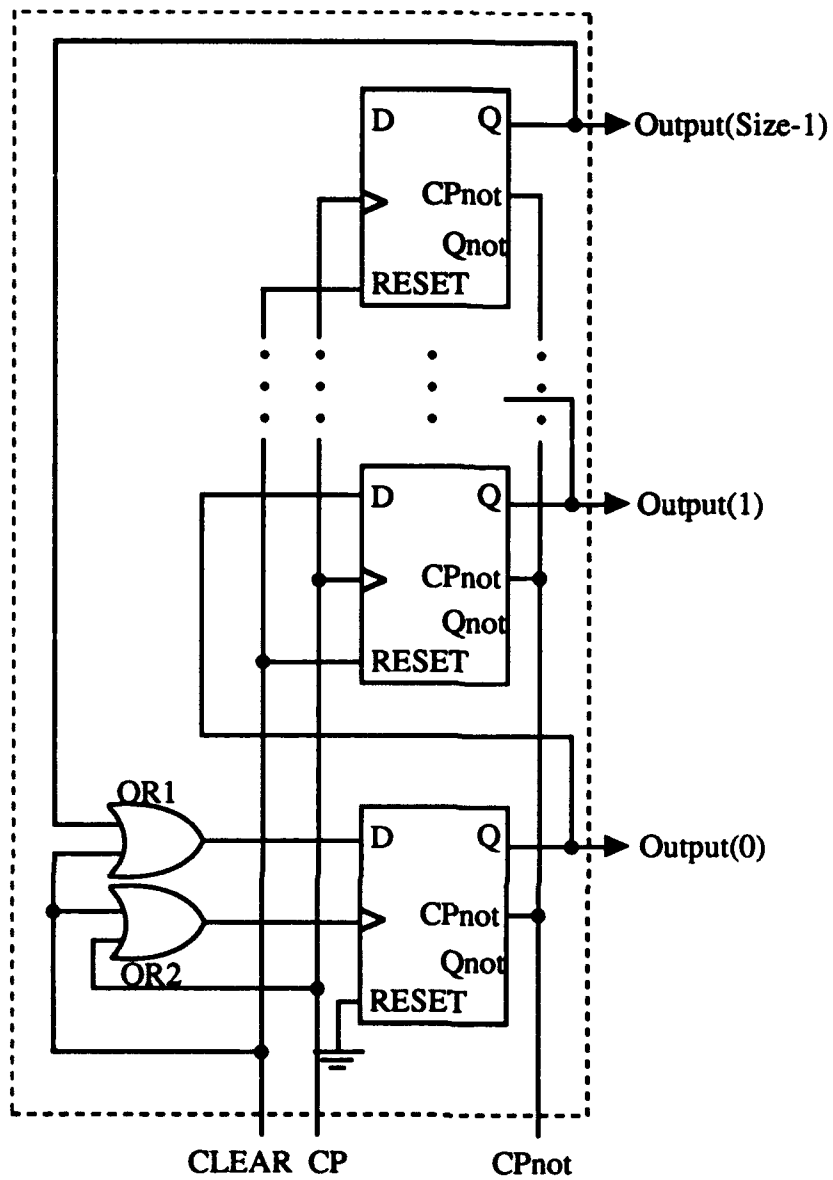 D Q Output(Size-1)
CPnot
Qnot
RESET
D Q Output(1)
CPnot
Qnot
RESET
OR1
D Q Output(0)
CPnot
OR2 Qnot
RESET
CLEAR CP CPnot